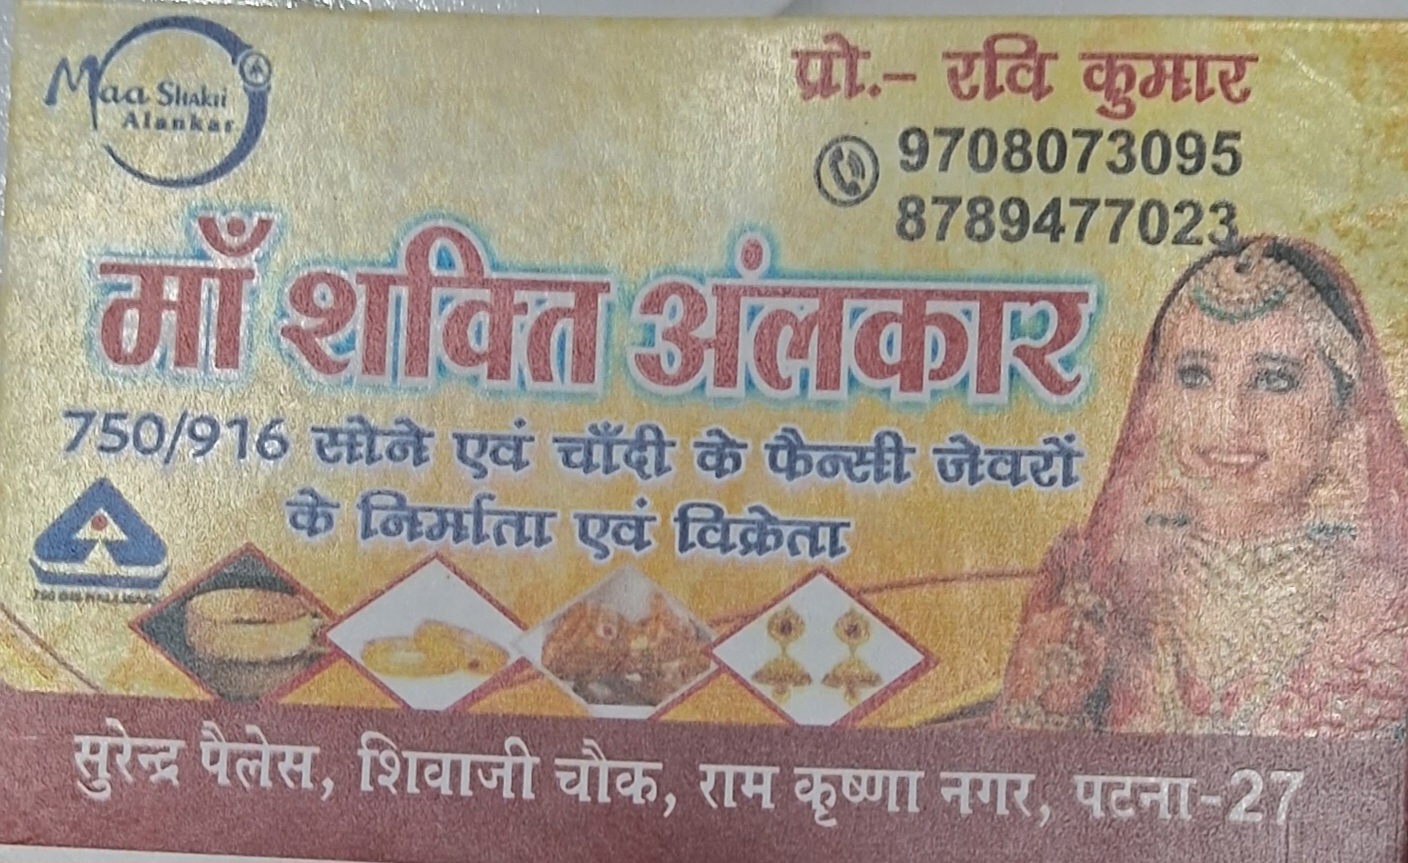 Maa Shakti
Alankar
प्रो.- रवि कुमार
9708073095
8789477023
माँ शक्ति अंलकार
750/916 सोने एवं चाँदी के फैन्सी जेवरों
के निर्माता एवं विक्रेता
सुरेन्द्र पैलेस, शिवाजी चौक, राम कृष्णा नगर, पटना-27